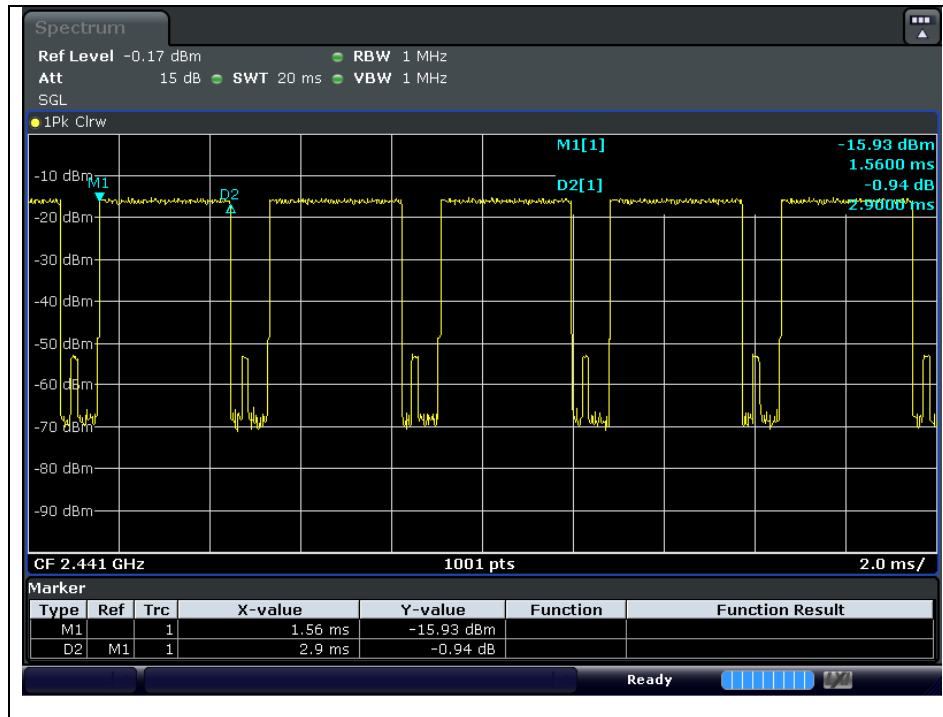 Spectrum
Ref Level -0.17 dBm RBW 1 MHz
Att 15 dB SWT 20 ms VBW 1 MHz
SGL
1Pk Clrw
M1[1] -15.93 dBm
1.5600 ms
D2[1] -0.94 dB
2.9000 ms
-10 dBm
M1
D2
-20 dBm
-30 dBm
-40 dBm
-50 dBm
-60 dBm
-70 dBm
-80 dBm
-90 dBm
CF 2.441 GHz 1001 pts 2.0 ms/
Marker
Type Ref Trc X-value Y-value Function Function Result
M1 1 1.56 ms -15.93 dBm
D2 M1 1 2.9 ms -0.94 dB
Ready